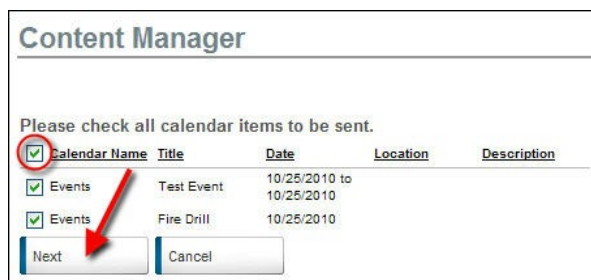 Content Manager
Please check all calendar items to be sent.
Calendar Name Title Date Location Description
Events Test Event 10/25/2010 to
10/25/2010
Events Fire Drill 10/25/2010
Next Cancel